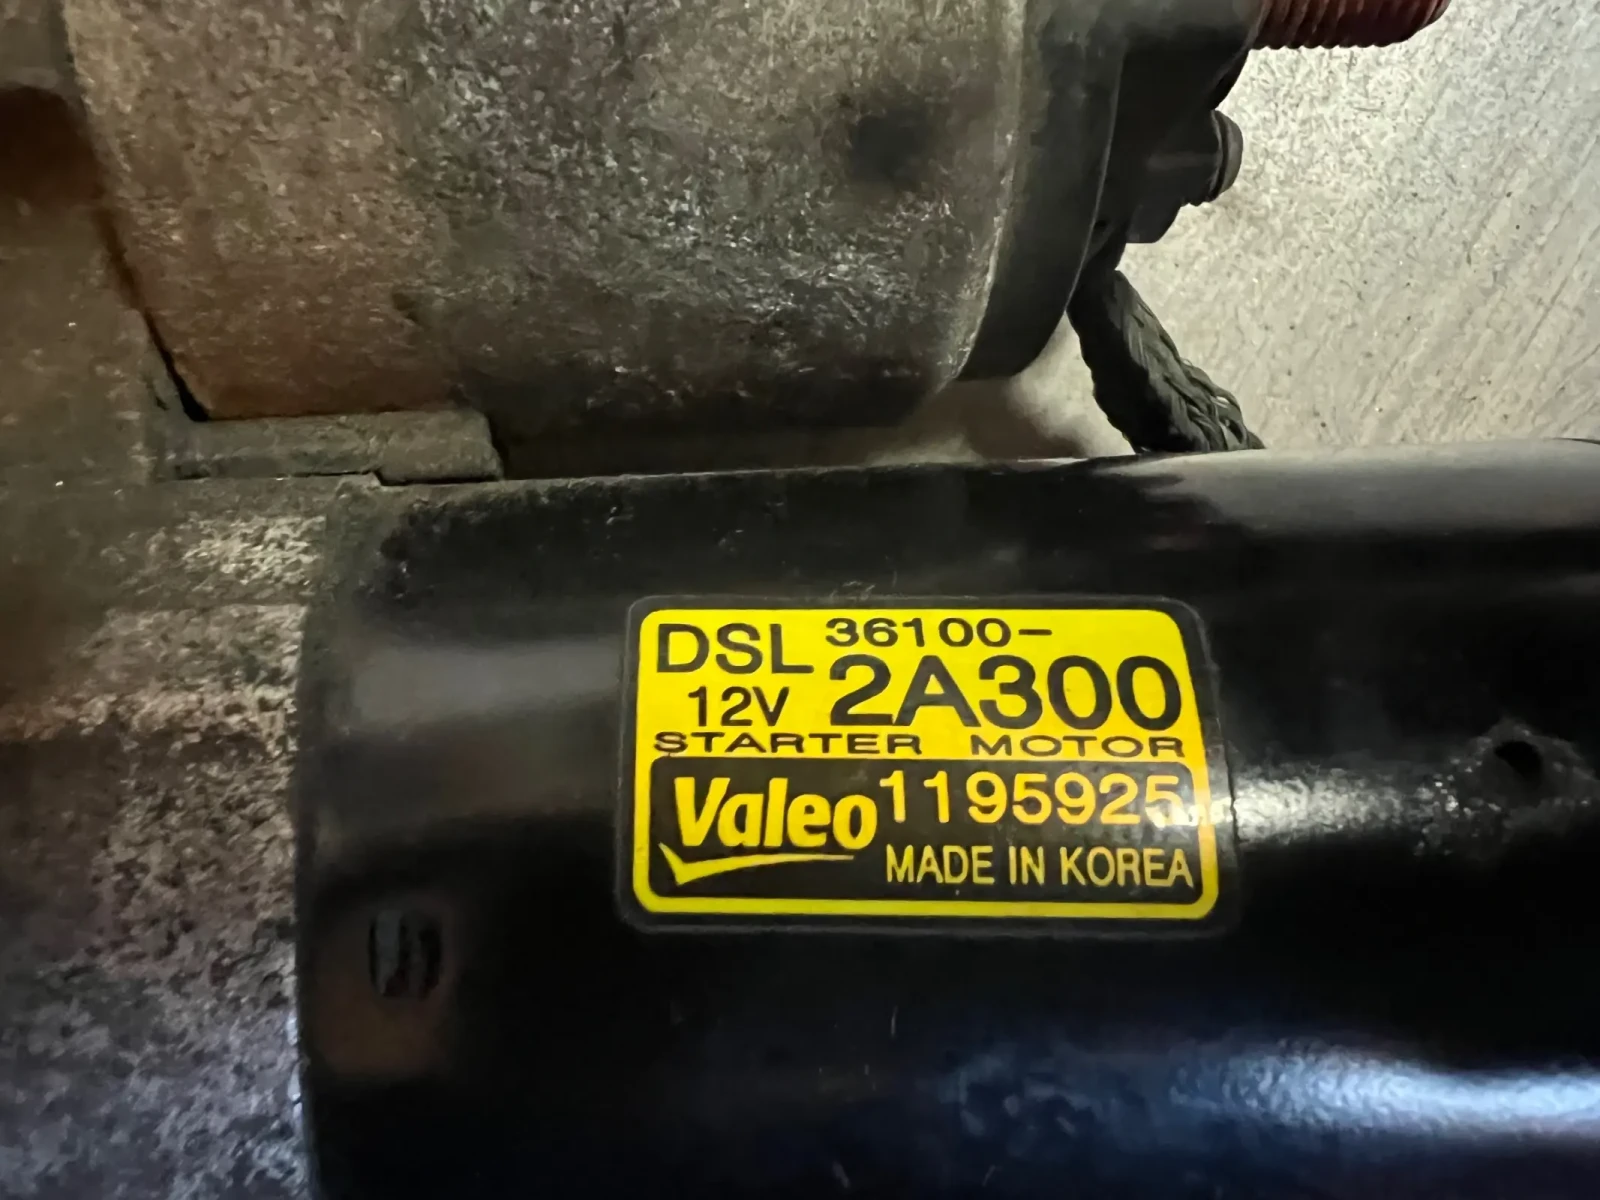 DSL 36100-
12V 2A300
STARTER MOTOR
Valeo 1195925
MADE IN KOREA